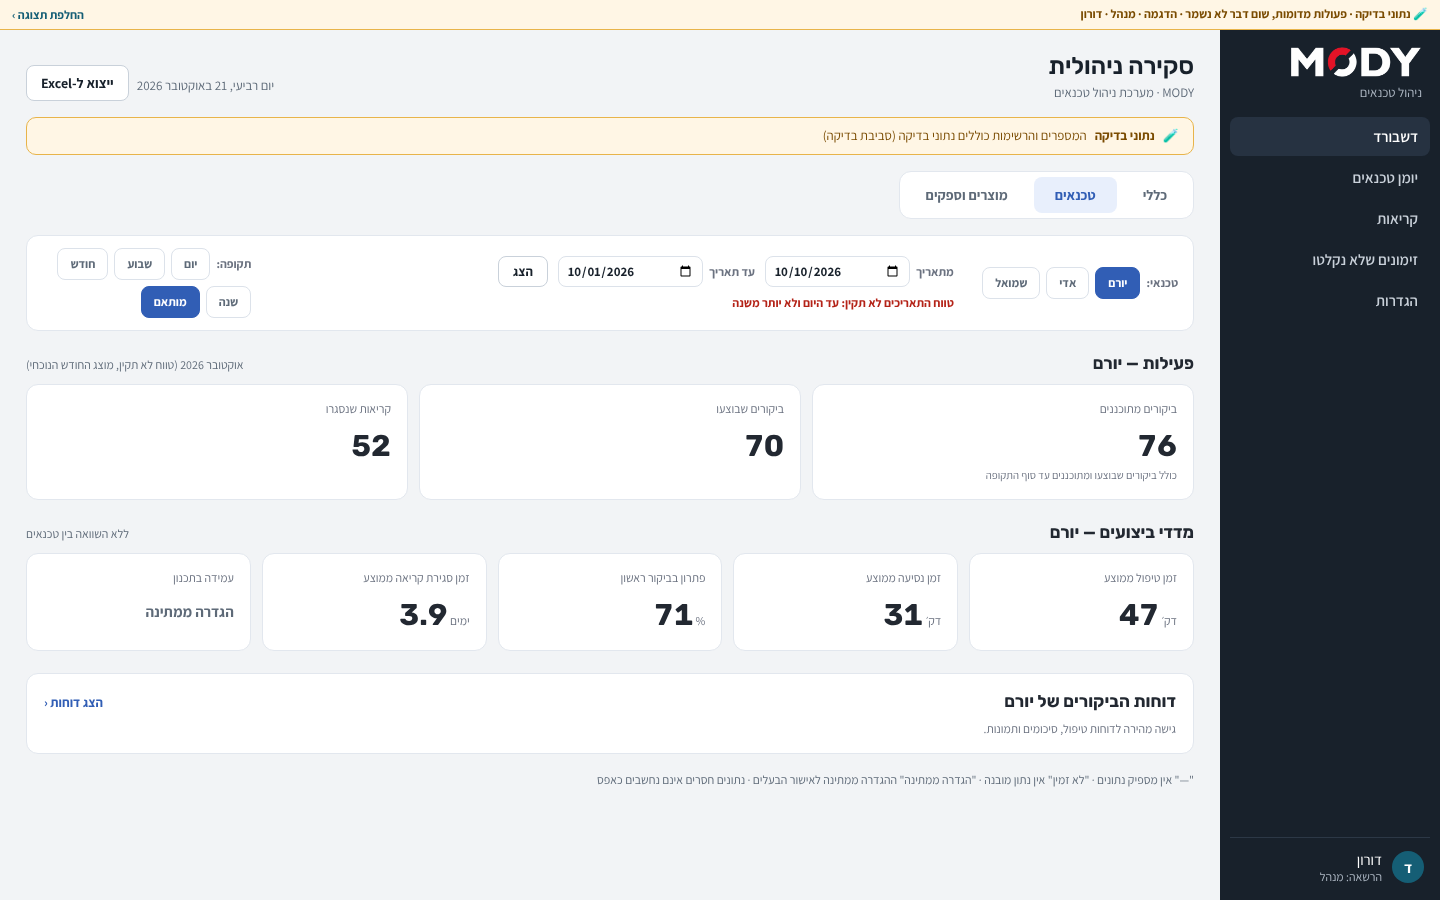 🧪 נתוני בדיקה · פעולות מדומות, שום דבר לא נשמר · הדגמה · מנהל · דורון
החלפת תצוגה ›
MODY
ניהול טכנאים
דשבורד
יומן טכנאים
קריאות
זימונים שלא נקלטו
הגדרות
דורון
הרשאה: מנהל
ד
סקירה ניהולית
MODY · מערכת ניהול טכנאים
יום רביעי, 21 באוקטובר 2026
ייצוא ל-Excel
🧪 נתוני בדיקה המספרים והרשימות כוללים נתוני בדיקה (סביבת בדיקה)
כללי
טכנאים
מוצרים וספקים
טכנאי: יורם אדי שמואל
מתאריך 10/10/2026 עד תאריך 10/01/2026 הצג
טווח התאריכים לא תקין: עד היום ולא יותר משנה
תקופה: יום שבוע חודש
שנה מותאם
פעילות — יורם
אוקטובר 2026 (טווח לא תקין, מוצג החודש הנוכחי)
ביקורים מתוכננים
76
כולל ביקורים שבוצעו ומתוכננים עד סוף התקופה
ביקורים שבוצעו
70
קריאות שנסגרו
52
מדדי ביצועים — יורם
ללא השוואה בין טכנאים
זמן טיפול ממוצע
47 דק׳
זמן נסיעה ממוצע
31 דק׳
פתרון בביקור ראשון
71 %
זמן סגירת קריאה ממוצע
3.9 ימים
עמידה בתכנון
הגדרה ממתינה
דוחות הביקורים של יורם
הצג דוחות ›
גישה מהירה לדוחות טיפול, סיכומים ותמונות.
"—" אין מספיק נתונים · "לא זמין" אין נתון מובנה · "הגדרה ממתינה" ההגדרה ממתינה לאישור הבעלים · נתונים חסרים אינם נחשבים כאפס